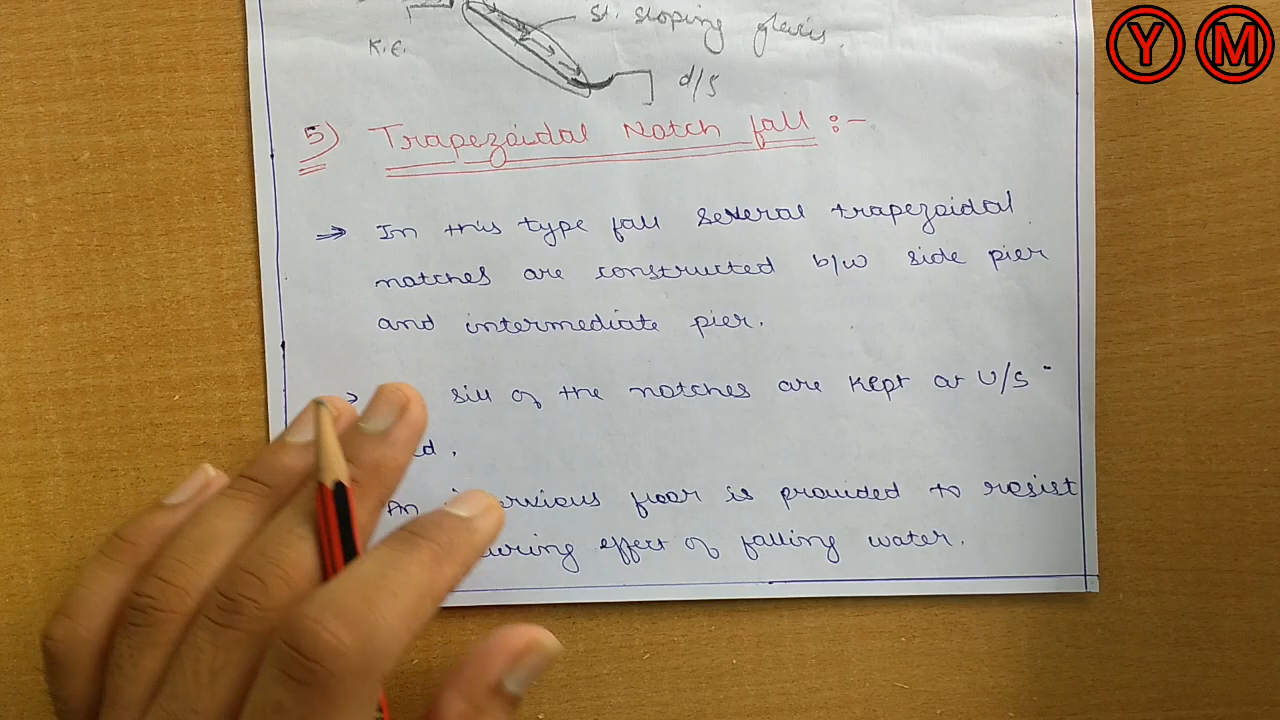 st. sloping glacis.
K.E.
d/s
5) Trapezoidal Notch fall :-
⇒ In this type fall several trapezoidal
notches are constructed b/w side pier
and intermediate pier.
sill of the notches are kept at U/S
An floor is provided to resist
effect of falling water.
Y M